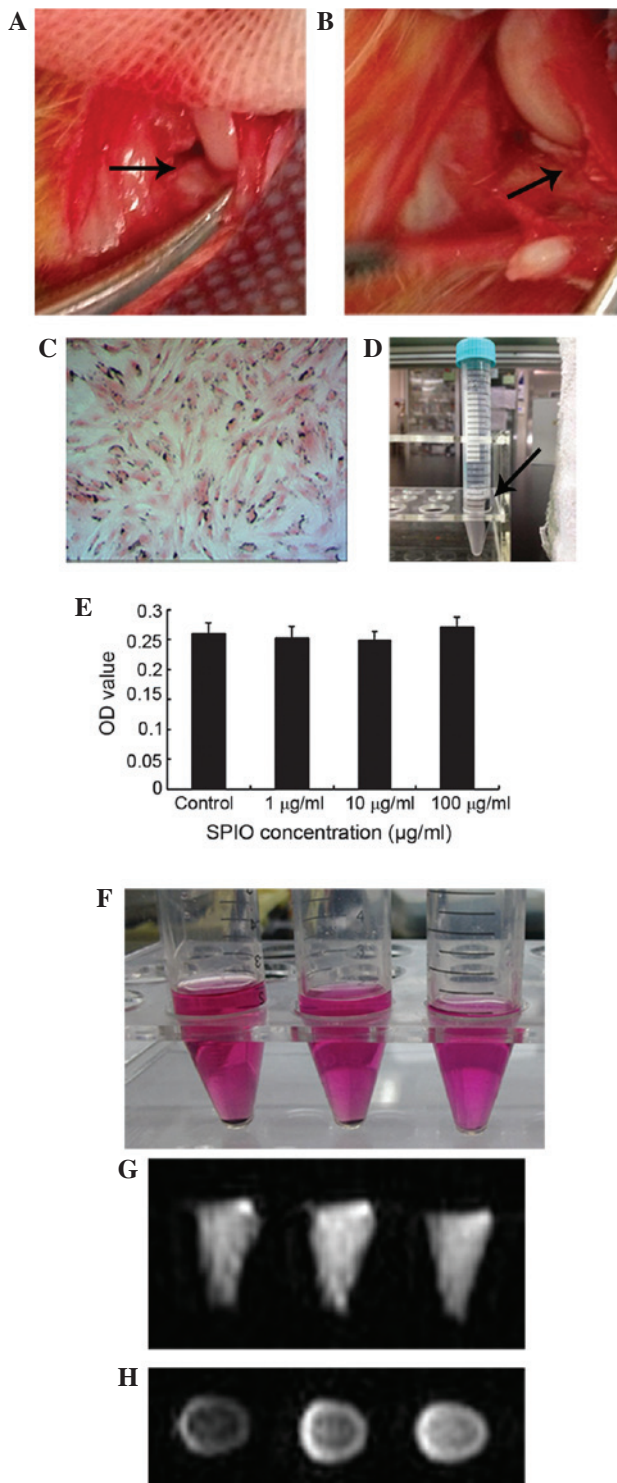 A
B
C
D
E
0.3
0.25
0.2
0.15
0.1
0.05
0
OD value
Control
1 µg/ml
10 µg/ml
100 µg/ml
SPIO concentration (µg/ml)
F
G
H